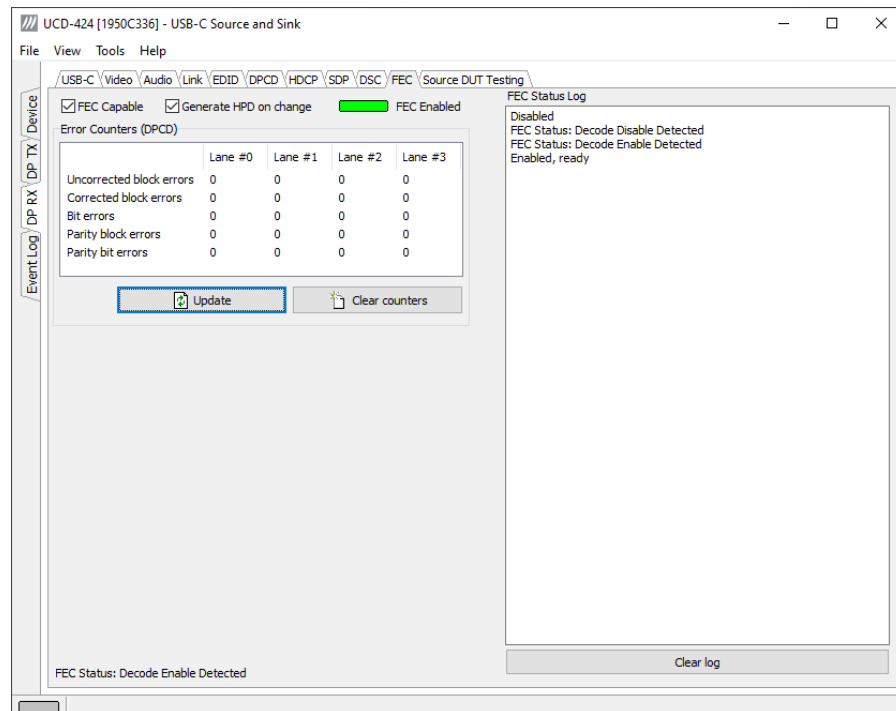 UCD-424 [1950C336] - USB-C Source and Sink
File View Tools Help
USB-C Video Audio Link EDID DPCD HDCP SDP DSC FEC Source DUT Testing
Device
DP TX
DP RX
Event Log
FEC Capable Generate HPD on change FEC Enabled
Error Counters (DPCD)
Lane #0 Lane #1 Lane #2 Lane #3
Uncorrected block errors 0 0 0 0
Corrected block errors 0 0 0 0
Bit errors 0 0 0 0
Parity block errors 0 0 0 0
Parity bit errors 0 0 0 0
Update Clear counters
FEC Status Log
Disabled
FEC Status: Decode Disable Detected
FEC Status: Decode Enable Detected
Enabled, ready
Clear log
FEC Status: Decode Enable Detected